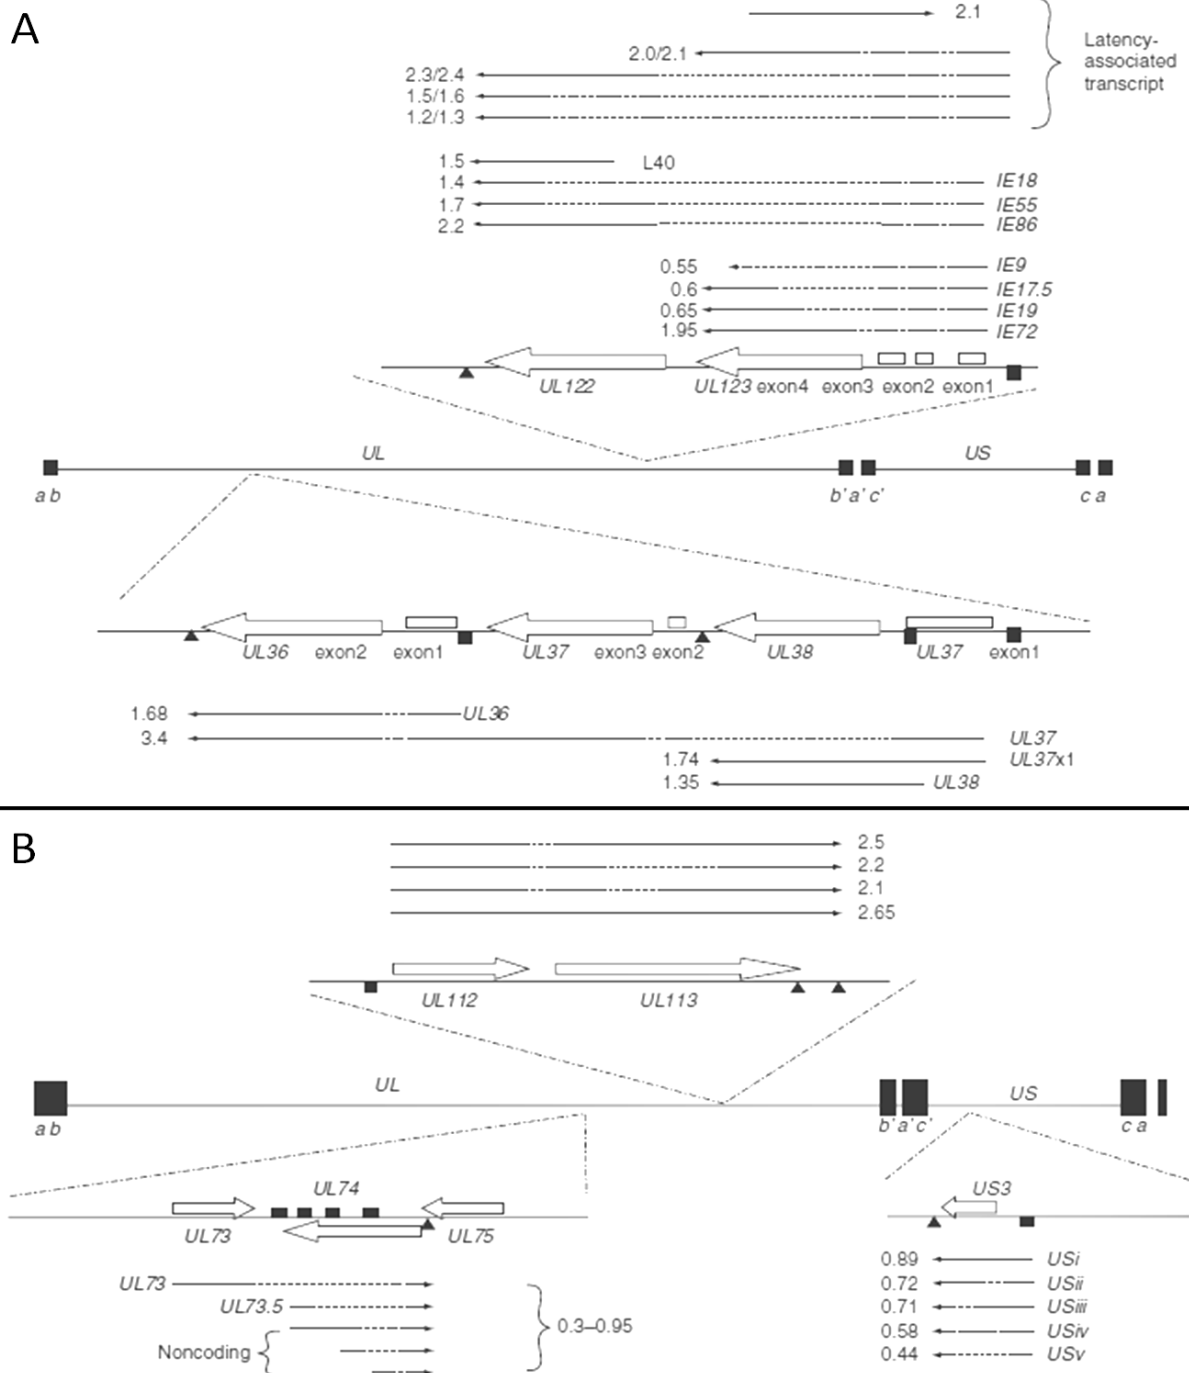 A
2.1
2.0/2.1
2.3/2.4
1.5/1.6
1.2/1.3
Latency-
associated
transcript
1.5 L40
1.4 IE18
1.7 IE55
2.2 IE86
0.55 IE9
0.6 IE17.5
0.65 IE19
1.95 IE72
UL122 UL123 exon4 exon3 exon2 exon1
UL US
a b b' a' c' c a
UL36 exon2 exon1 UL37 exon3 exon2 UL38 UL37 exon1
1.68 UL36
3.4 UL37
1.74 UL37x1
1.35 UL38
B
2.5
2.2
2.1
2.65
UL112 UL113
UL US
a b b' a' c' c a
UL74 US3
UL73 UL75
UL73
UL73.5
Noncoding
0.3–0.95
0.89 USi
0.72 USii
0.71 USiii
0.58 USiv
0.44 USv